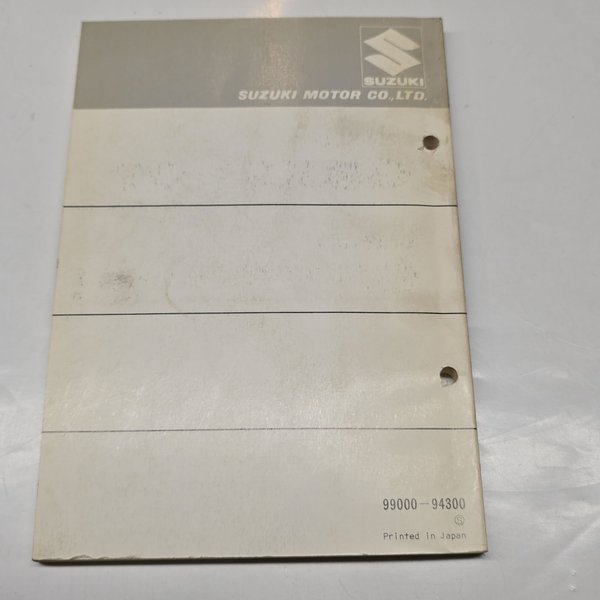 SUZUKI
SUZUKI MOTOR CO.,LTD.
99000-94300
Ⓢ
Printed in Japan